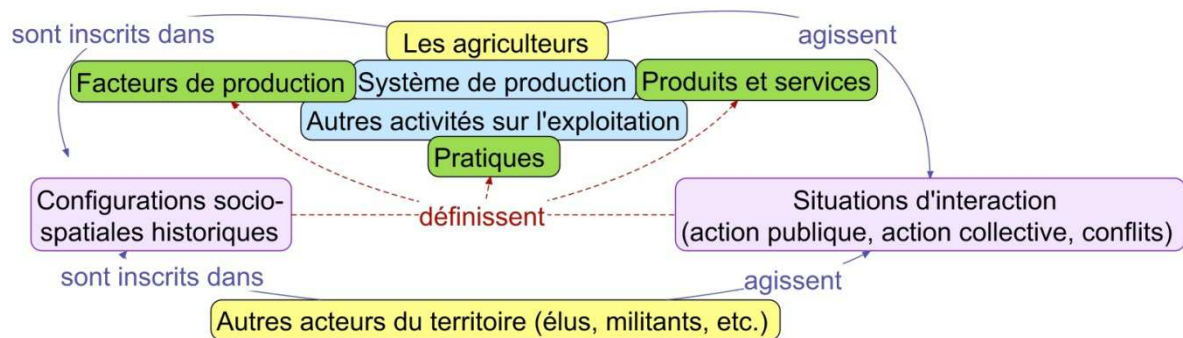 sont inscrits dans
Les agriculteurs
agissent
Facteurs de production
Système de production
Produits et services
Autres activités sur l'exploitation
Pratiques
Configurations socio-
spatiales historiques
définissent
Situations d'interaction
(action publique, action collective, conflits)
sont inscrits dans
agissent
Autres acteurs du territoire (élus, militants, etc.)